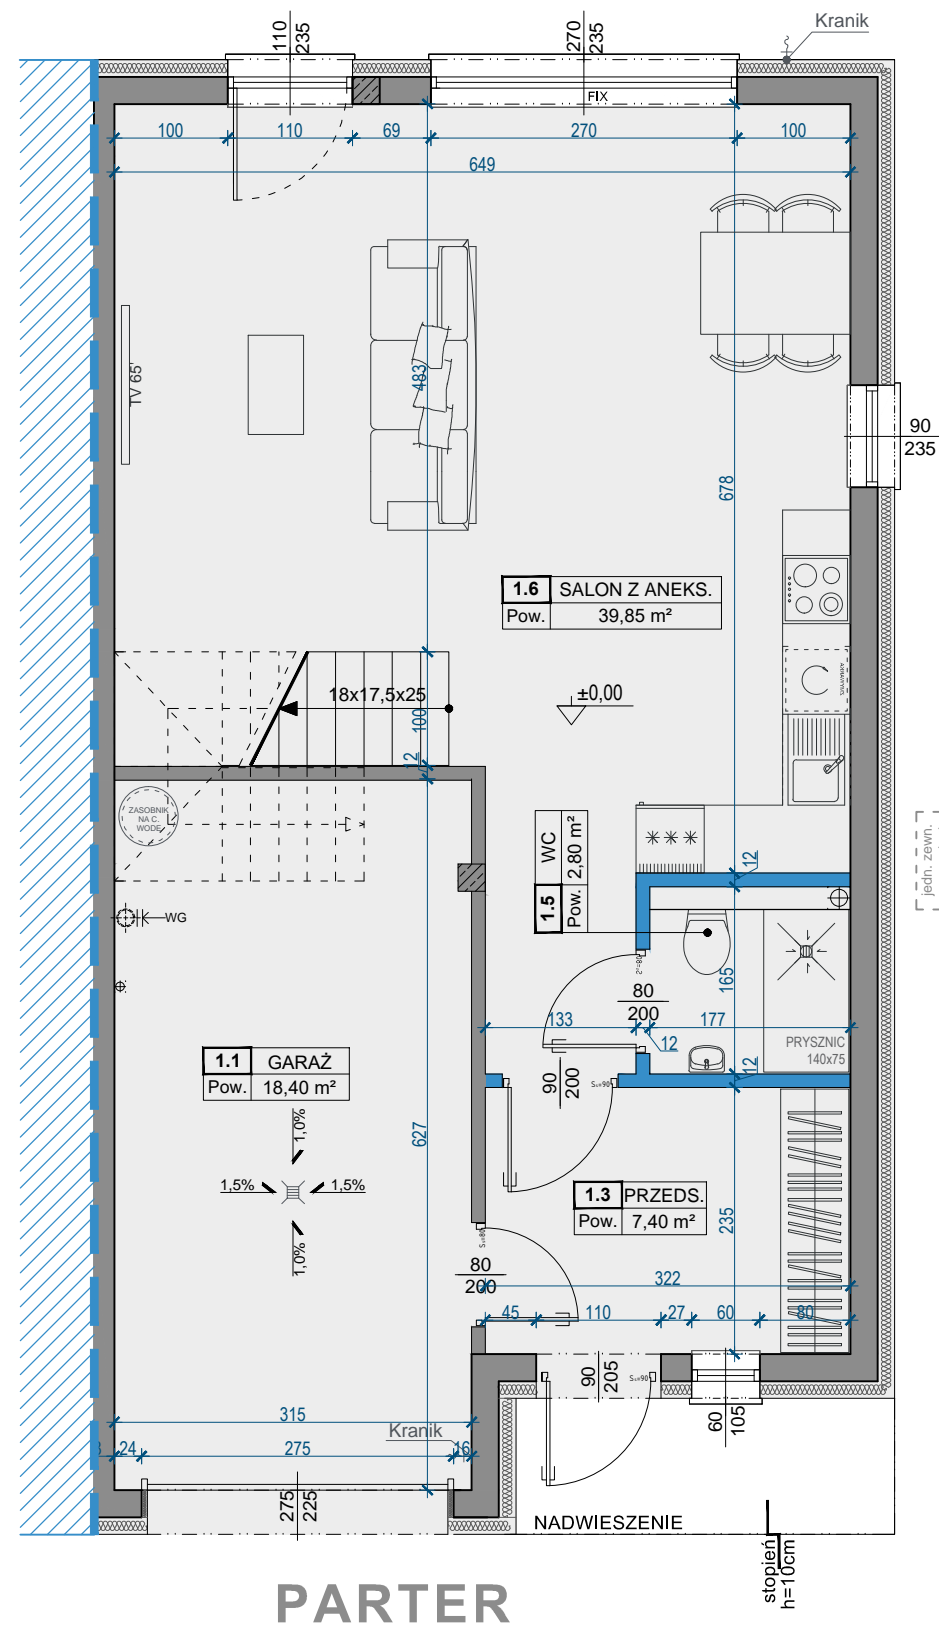 Kranik
110
235
270
235
FIX
100
110
69
270
100
649
TV 65'
483
90
235
678
1.6 SALON Z ANEKS.
Pow. 39,85 m²
18x17,5x25
±0,00
100
12
ZASOBNIK
NA C.
WODĘ
WG
1.5 WC
Pow. 2,80 m²
12
jedn. zewn.
165
80
200
133
177
12
PRYSZNIC
140x75
12
90
200
Sₓ=90
1.1 GARAŻ
Pow. 18,40 m²
1,0%
1,5%
1,5%
1,0%
627
1.3 PRZEDS.
Pow. 7,40 m²
235
80
200
322
45
110
27
60
80
90
205
60
105
315
Kranik
24
275
16
275
225
NADWIESZENIE
stopień
h=10cm
PARTER